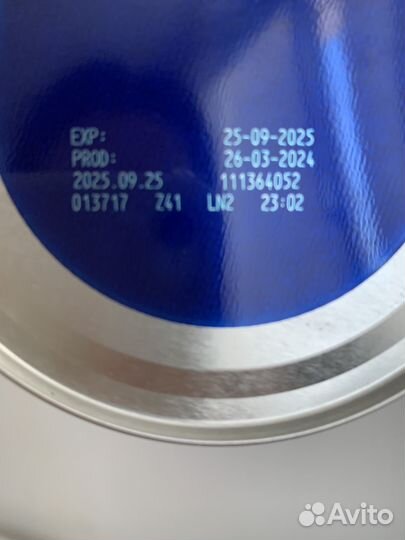 EXP: 25-09-2025
PROD: 26-03-2024
2025.09.25 111364052
013717 Z41 LN2 23:02
Avito